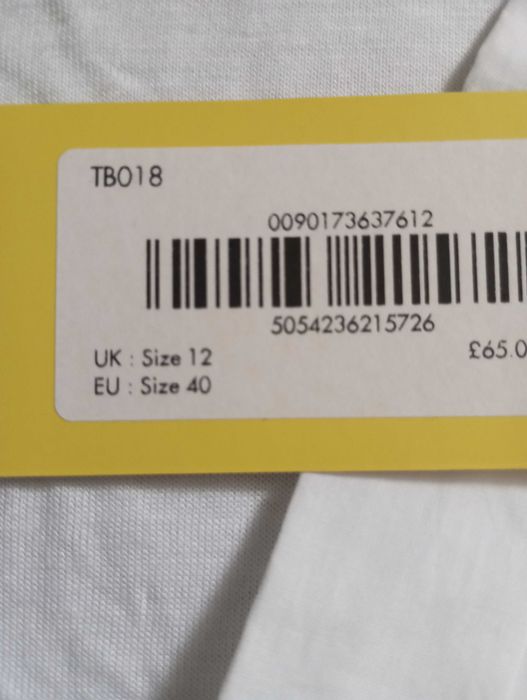 TB018
0090173637612
5054236215726
£65.0
UK : Size 12
EU : Size 40